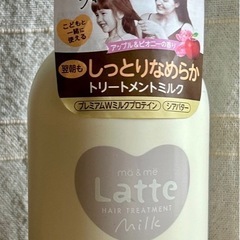 こどもと
一緒に
使える
アップル&ピオニーの香り
翌朝も
しっとりなめらか
トリートメントミルク
プレミアムWミルクプロテイン
シアバター
ma & me
Latte
HAIR TREATMENT
Milk